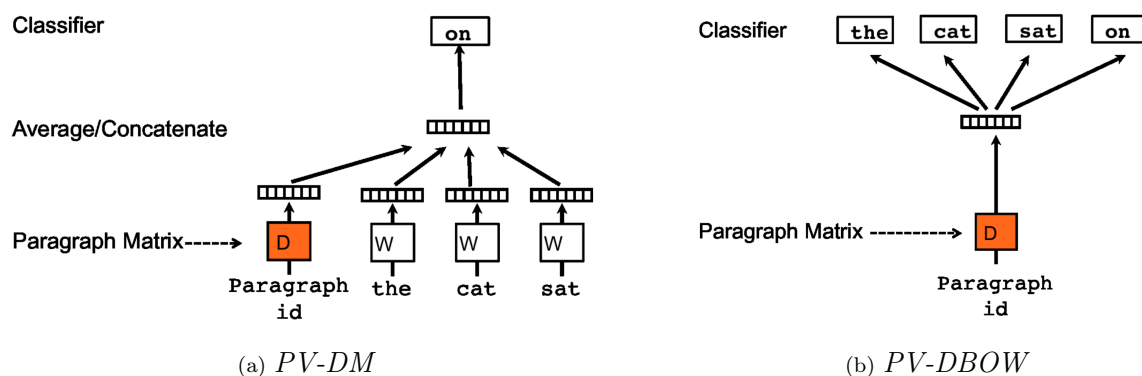 Classifier
on
Average/Concatenate
Paragraph Matrix
D
W
W
W
Paragraph
id
the
cat
sat
(a) PV-DM
Classifier
the
cat
sat
on
Paragraph Matrix
D
Paragraph
id
(b) PV-DBOW